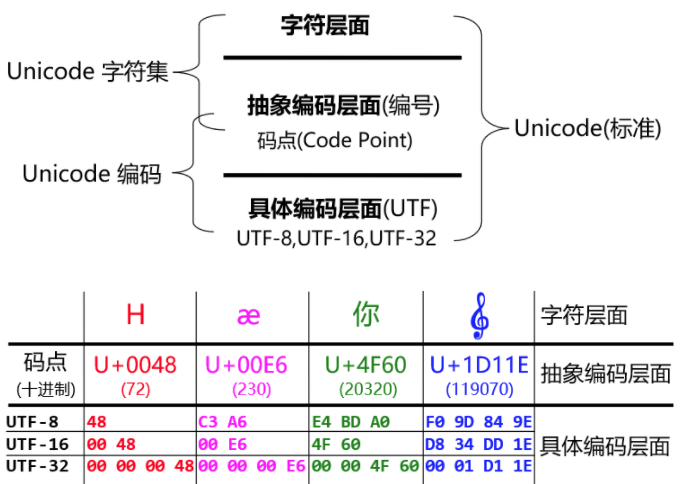 字符层面
Unicode 字符集
抽象编码层面(编号)
码点(Code Point)
Unicode(标准)
Unicode 编码
具体编码层面(UTF)
UTF-8,UTF-16,UTF-32
H æ 你 𝄞 字符层面
码点 U+0048 U+00E6 U+4F60 U+1D11E 抽象编码层面
(十进制) (72) (230) (20320) (119070)
UTF-8 48 C3 A6 E4 BD A0 F0 9D 84 9E
UTF-16 00 48 00 E6 4F 60 D8 34 DD 1E 具体编码层面
UTF-32 00 00 00 48 00 00 00 E6 00 00 4F 60 00 01 D1 1E